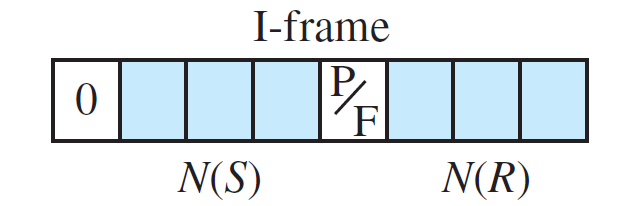 I-frame
0 P/F
N(S) N(R)